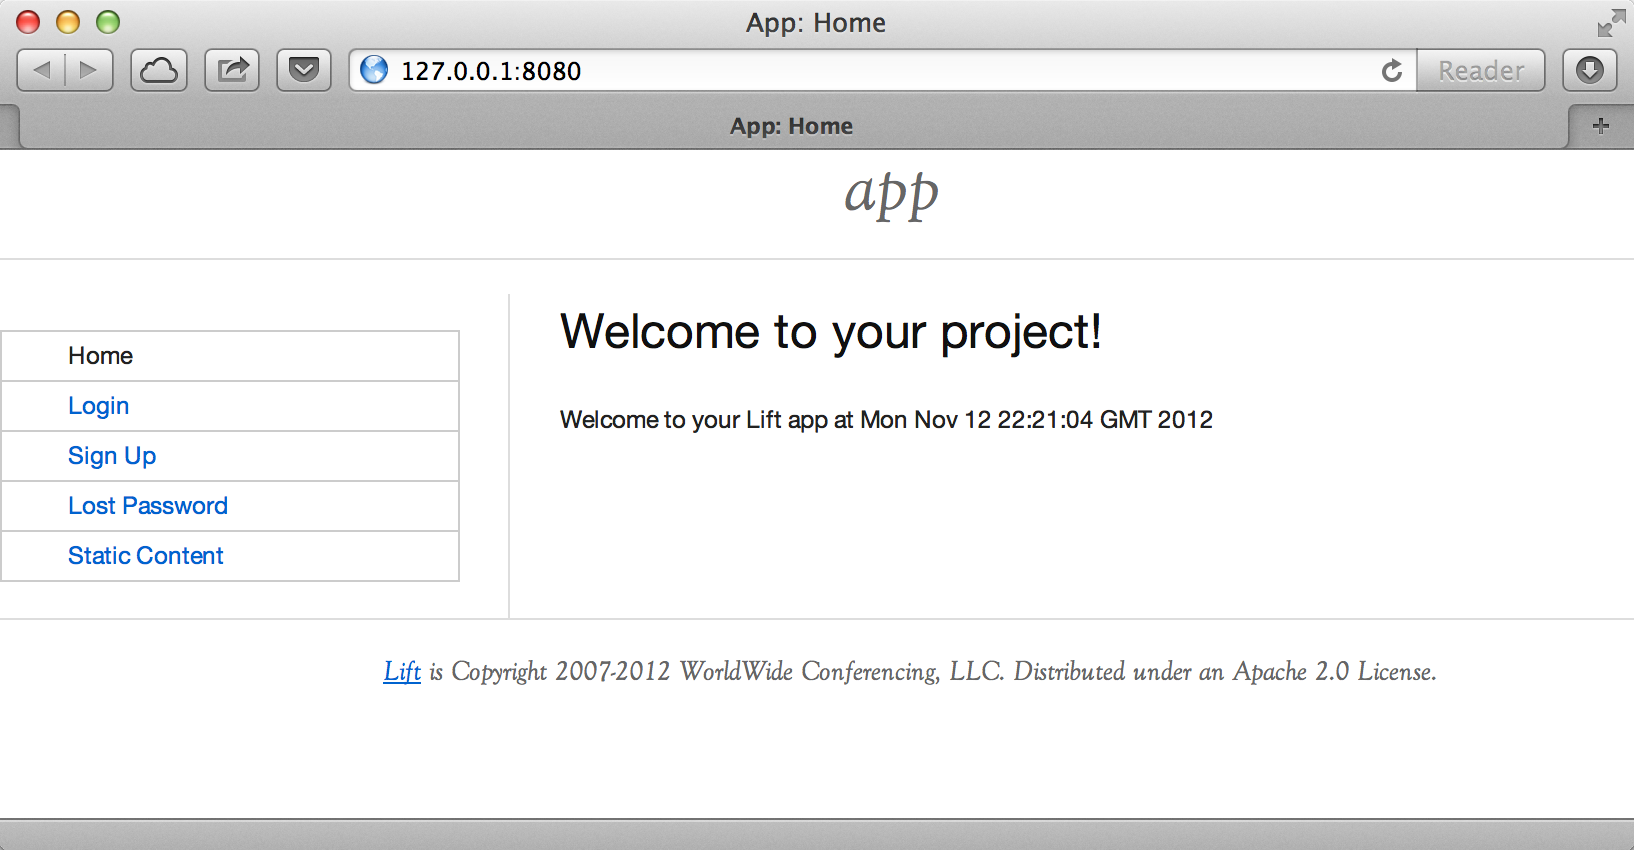 App: Home
127.0.0.1:8080
Reader
App: Home
app
Home
Login
Sign Up
Lost Password
Static Content
Welcome to your project!
Welcome to your Lift app at Mon Nov 12 22:21:04 GMT 2012
Lift is Copyright 2007-2012 WorldWide Conferencing, LLC. Distributed under an Apache 2.0 License.